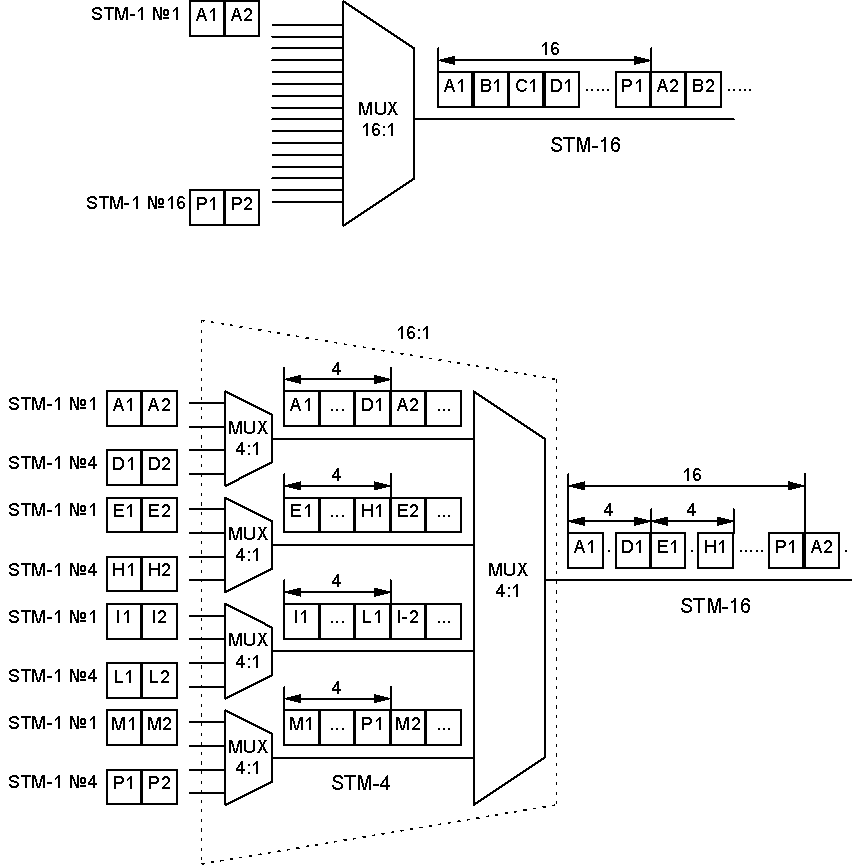 STM-1 №1 A1 A2
16
A1 B1 C1 D1 ..... P1 A2 B2 .....
MUX
16:1
STM-16
STM-1 №16 P1 P2
16:1
4
STM-1 №1 A1 A2
A1 ... D1 A2 ...
MUX
4:1
STM-1 №4 D1 D2
4
STM-1 №1 E1 E2
E1 ... H1 E2 ...
MUX
4:1
STM-1 №4 H1 H2
4
STM-1 №1 I1 I2
I1 ... L1 I-2 ...
MUX
4:1
STM-1 №4 L1 L2
4
STM-1 №1 M1 M2
M1 ... P1 M2 ...
MUX
4:1
STM-1 №4 P1 P2
STM-4
MUX
4:1
16
4 4
A1 . D1 E1 . H1 ..... P1 A2 .
STM-16